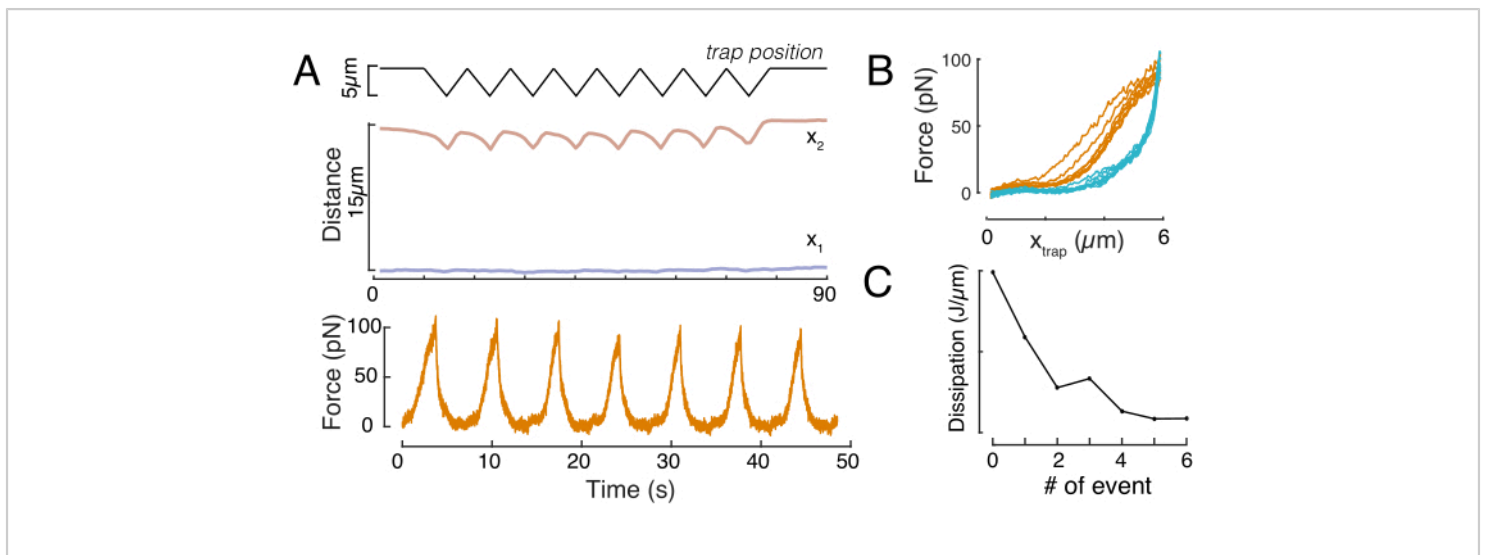 A
trap position
5µm
x2
Distance
15µm
x1
0
90
Force (pN)
100
50
0
0
10
20
30
40
50
Time (s)
B
Force (pN)
100
50
0
0
6
xtrap (µm)
C
Dissipation (J/µm)
0
2
4
6
# of event